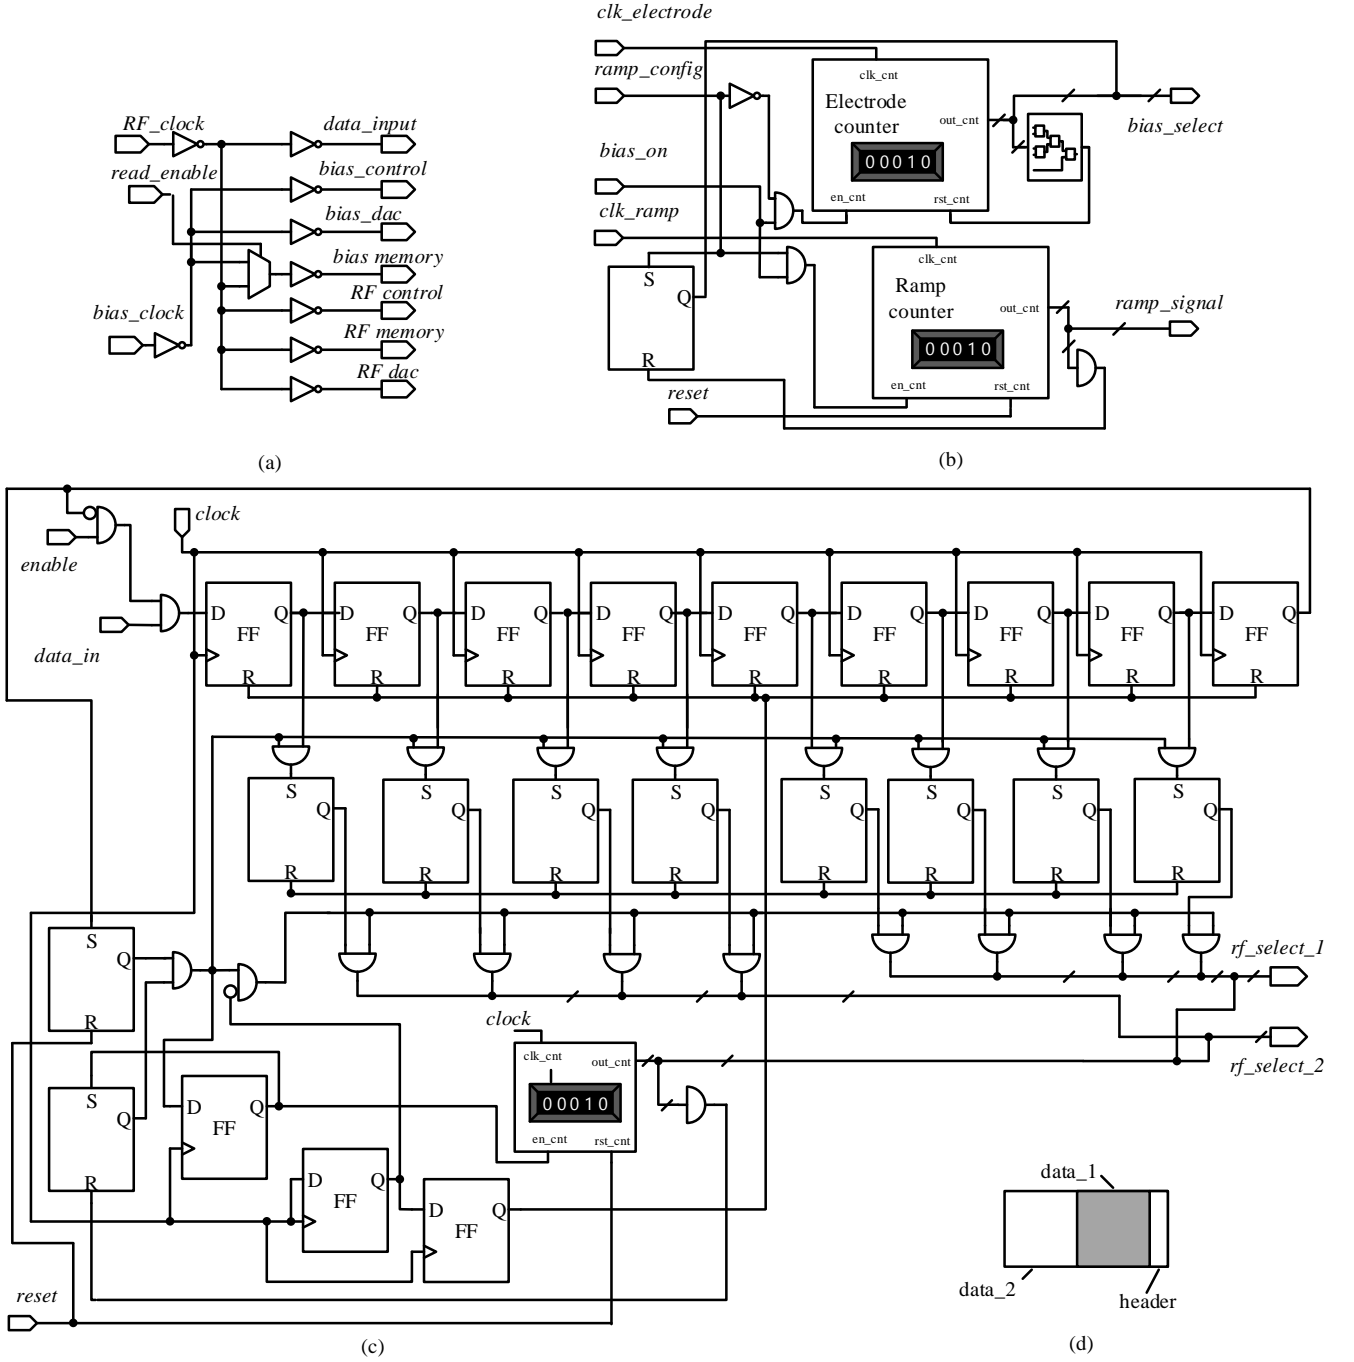 RF_clock
data_input
read_enable
bias_control
bias_dac
bias memory
RF control
bias_clock
RF memory
RF dac
(a)
clk_electrode
ramp_config
bias_on
clk_ramp
clk_cnt
Electrode
counter
out_cnt
00010
en_cnt
rst_cnt
bias_select
S
Q
R
clk_cnt
Ramp
counter
out_cnt
00010
en_cnt
rst_cnt
ramp_signal
reset
(b)
clock
enable
data_in
D Q FF R
D Q FF R
D Q FF R
D Q FF R
D Q FF R
D Q FF R
D Q FF R
D Q FF R
D Q FF R
S Q R
S Q R
S Q R
S Q R
S Q R
S Q R
S Q R
S Q R
rf_select_1
rf_select_2
S Q R
S Q R
D Q FF
D Q FF
D Q FF
clock
clk_cnt
out_cnt
00010
en_cnt
rst_cnt
reset
(c)
data_1
data_2
header
(d)